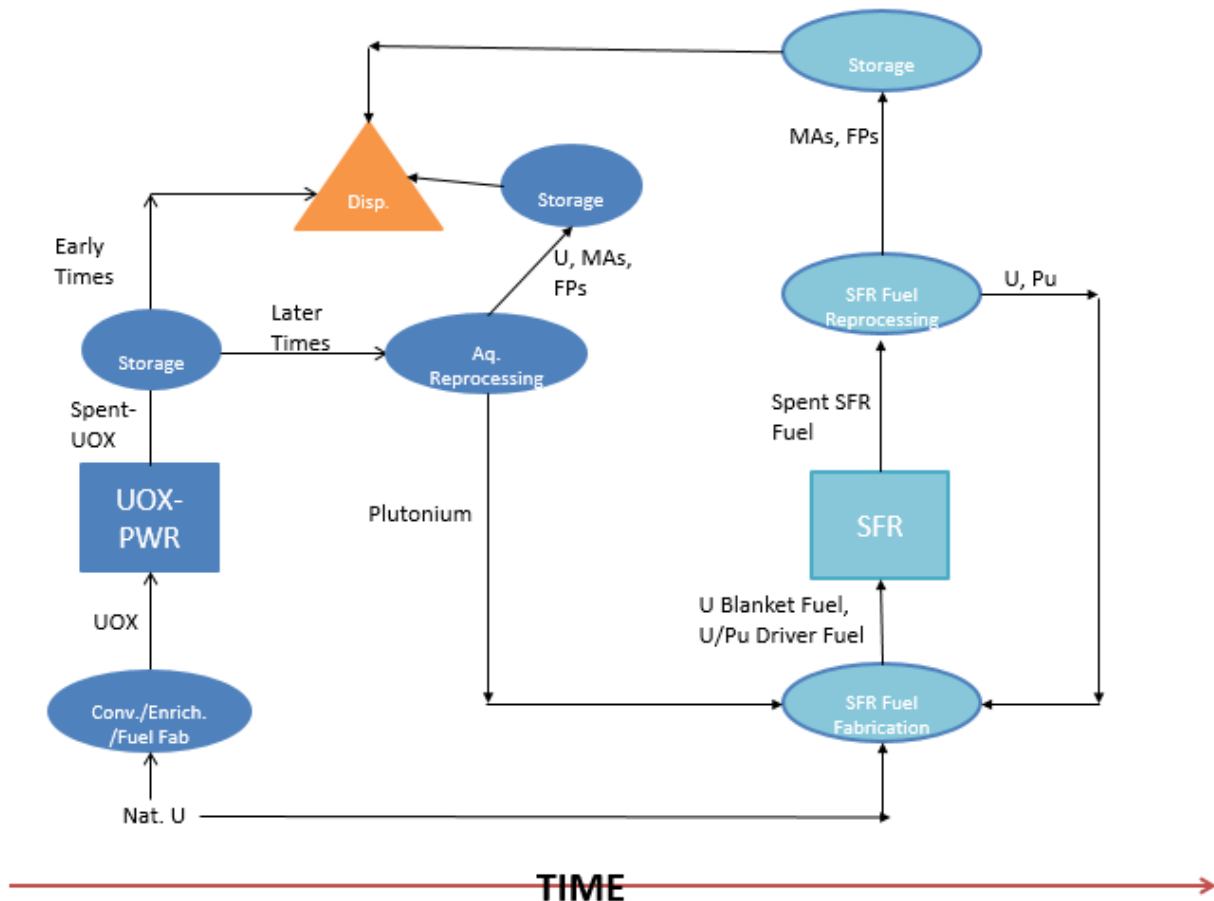 Storage
MAs, FPs
Disp.
Storage
Early
Times
U, MAs,
FPs
SFR Fuel
Reprocessing
U, Pu
Later
Times
Storage
Aq.
Reprocessing
Spent-
UOX
Spent SFR
Fuel
UOX-
PWR
Plutonium
SFR
UOX
U Blanket Fuel,
U/Pu Driver Fuel
Conv./Enrich.
/Fuel Fab
SFR Fuel
Fabrication
Nat. U
TIME